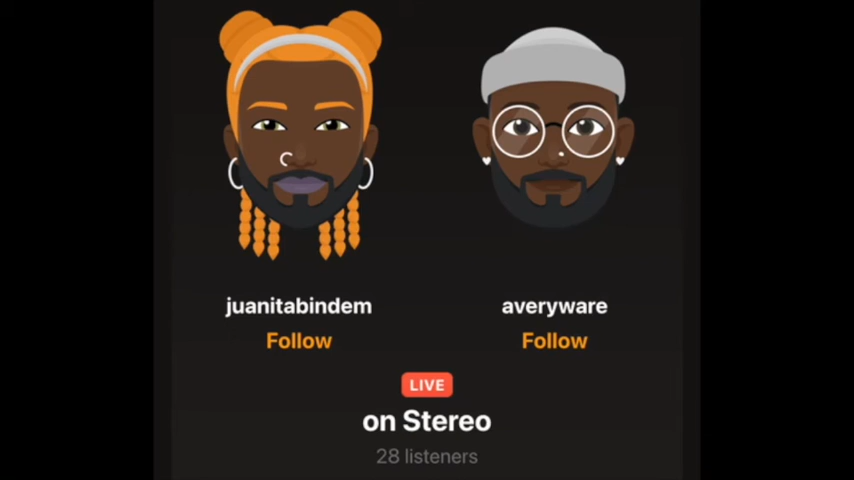 juanitabindem averyware
Follow Follow
LIVE
on Stereo
28 listeners